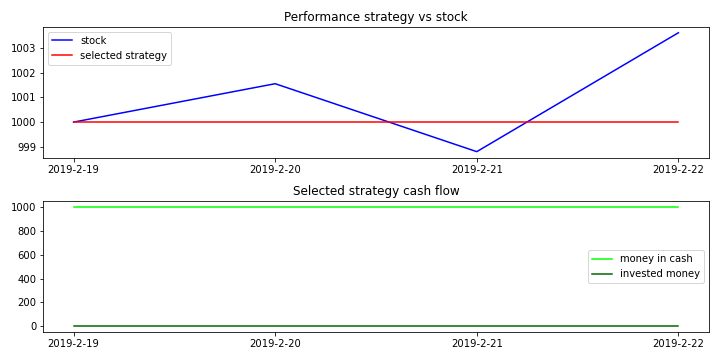 Performance strategy vs stock
stock
selected strategy
1003
1002
1001
1000
999
2019-2-19 2019-2-20 2019-2-21 2019-2-22
Selected strategy cash flow
1000
800
600
400
200
0
money in cash
invested money
2019-2-19 2019-2-20 2019-2-21 2019-2-22